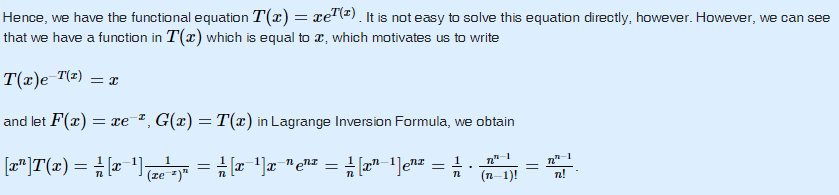 Hence, we have the functional equation T(x) = xe^{T(x)}. It is not easy to solve this equation directly, however. However, we can see
that we have a function in T(x) which is equal to x, which motivates us to write
T(x)e^{-T(x)} = x
and let F(x) = xe^{-x}, G(x) = T(x) in Lagrange Inversion Formula, we obtain
[x^n]T(x) = \frac{1}{n}[x^{-1}]\frac{1}{(xe^{-x})^n} = \frac{1}{n}[x^{-1}]x^{-n}e^{nx} = \frac{1}{n}[x^{n-1}]e^{nx} = \frac{1}{n} \cdot \frac{n^{n-1}}{(n-1)!} = \frac{n^{n-1}}{n!}.